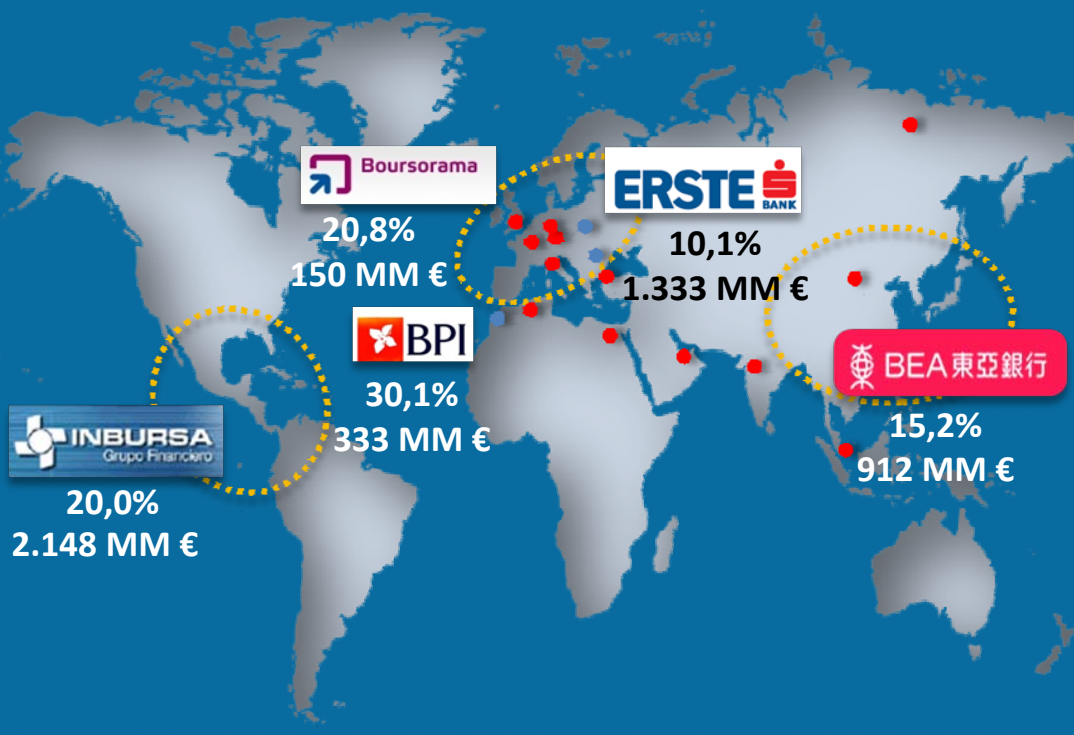 Boursorama
20,8%
150 MM €
ERSTE
BANK
10,1%
1.333 MM €
BPI
30,1%
333 MM €
INBURSA
Grupo Financiero
20,0%
2.148 MM €
BEA東亞銀行
15,2%
912 MM €